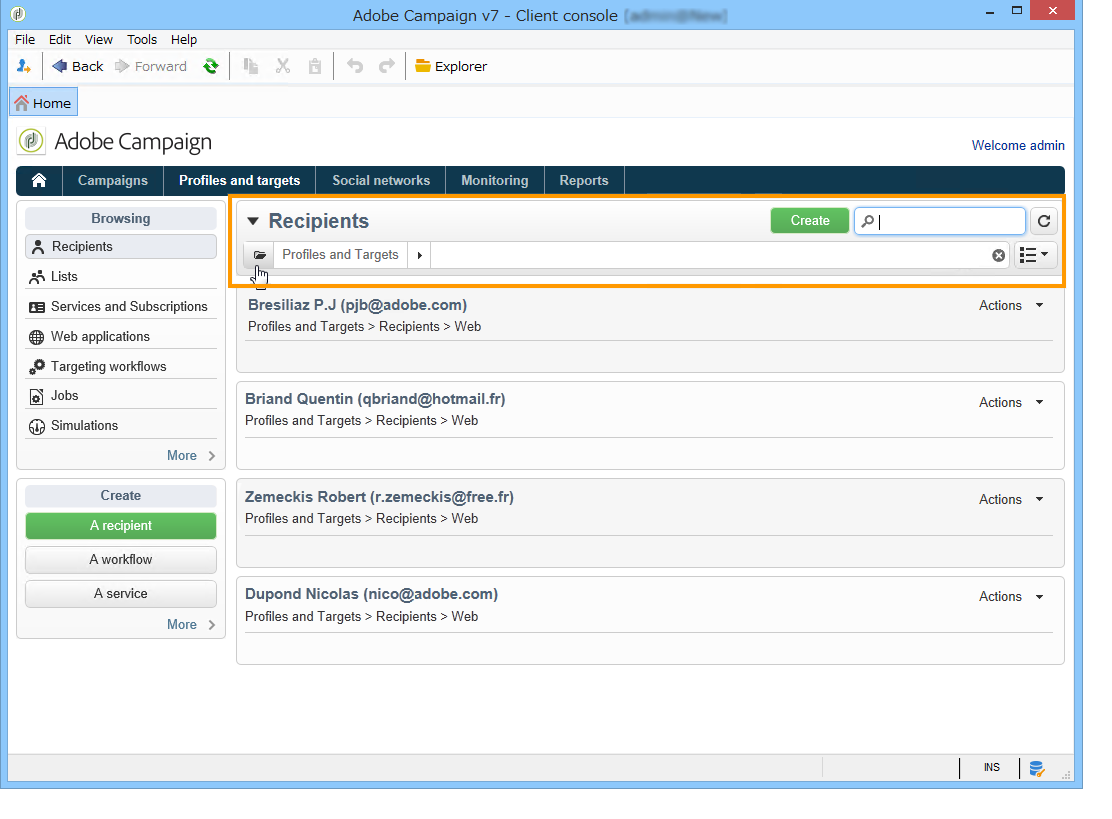 Adobe Campaign v7 - Client console
File Edit View Tools Help
Back Forward Explorer
Home
Adobe Campaign
Welcome admin
Campaigns Profiles and targets Social networks Monitoring Reports
Browsing
Recipients
Lists
Services and Subscriptions
Web applications
Targeting workflows
Jobs
Simulations
More
Create
A recipient
A workflow
A service
More
Recipients
Create
Profiles and Targets
Bresiliaz P.J (pjb@adobe.com)
Actions
Profiles and Targets > Recipients > Web
Briand Quentin (qbriand@hotmail.fr)
Actions
Profiles and Targets > Recipients > Web
Zemeckis Robert (r.zemeckis@free.fr)
Actions
Profiles and Targets > Recipients > Web
Dupond Nicolas (nico@adobe.com)
Actions
Profiles and Targets > Recipients > Web
INS